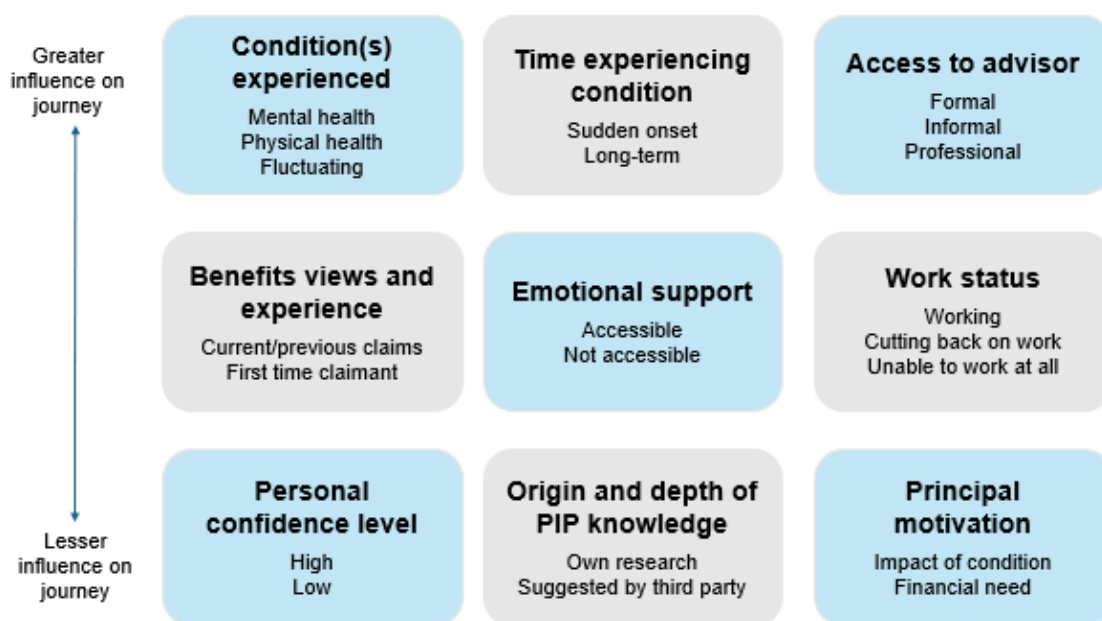 Greater
influence on
journey
Condition(s)
experienced
Mental health
Physical health
Fluctuating
Time experiencing
condition
Sudden onset
Long-term
Access to advisor
Formal
Informal
Professional
Benefits views and
experience
Current/previous claims
First time claimant
Emotional support
Accessible
Not accessible
Work status
Working
Cutting back on work
Unable to work at all
Lesser
influence on
journey
Personal
confidence level
High
Low
Origin and depth of
PIP knowledge
Own research
Suggested by third party
Principal
motivation
Impact of condition
Financial need